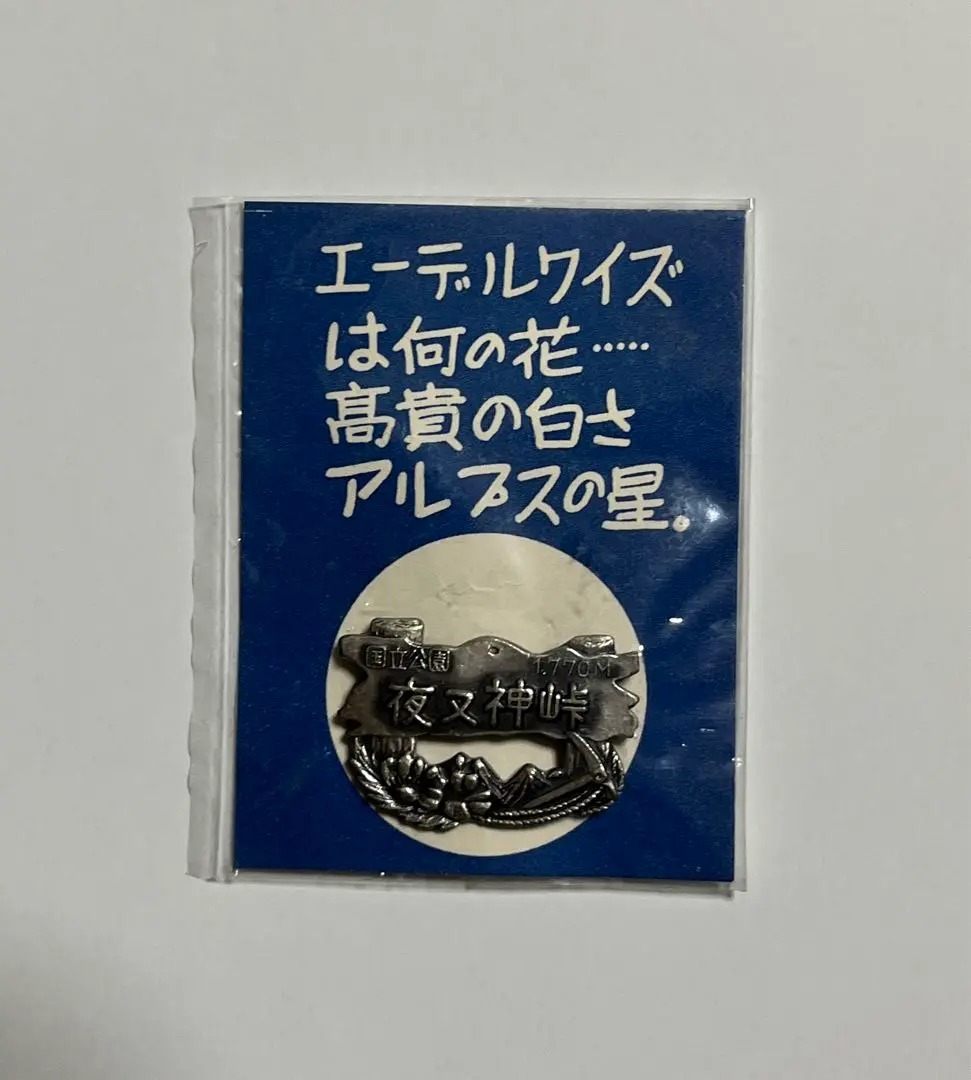 エーデルワイズ
は何の花‥‥‥
高貴の白さ
アルプスの星。
国立公園 1.770M
夜叉神峠